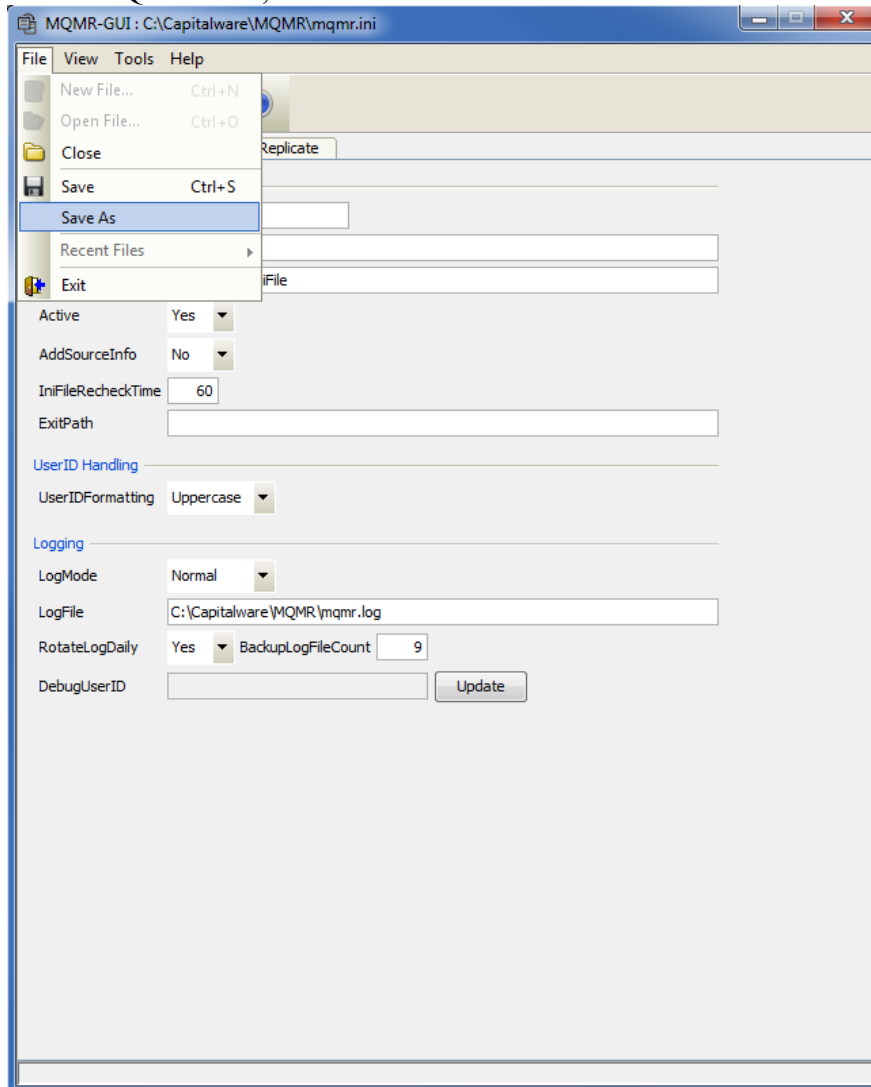 MQMR-GUI : C:\Capitalware\MQMR\mqmr.ini
File View Tools Help
New File... Ctrl+N
Open File... Ctrl+O
Close
Replicate
Save Ctrl+S
Save As
Recent Files
Exit
iFile
Active Yes
AddSourceInfo No
IniFileRecheckTime 60
ExitPath
UserID Handling
UserIDFormatting Uppercase
Logging
LogMode Normal
LogFile C:\Capitalware\MQMR\mqmr.log
RotateLogDaily Yes BackupLogFileCount 9
DebugUserID Update